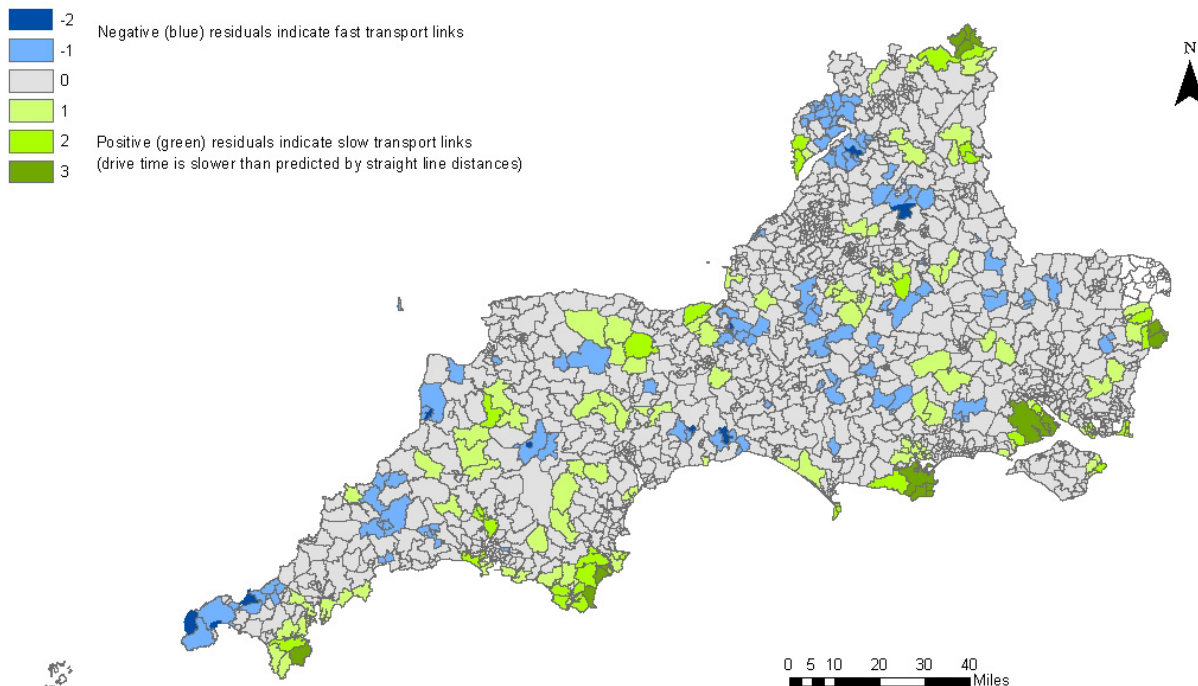 -2
Negative (blue) residuals indicate fast transport links
-1
0
1
2
Positive (green) residuals indicate slow transport links
(drive time is slower than predicted by straight line distances)
3
N
0 5 10 20 30 40
Miles